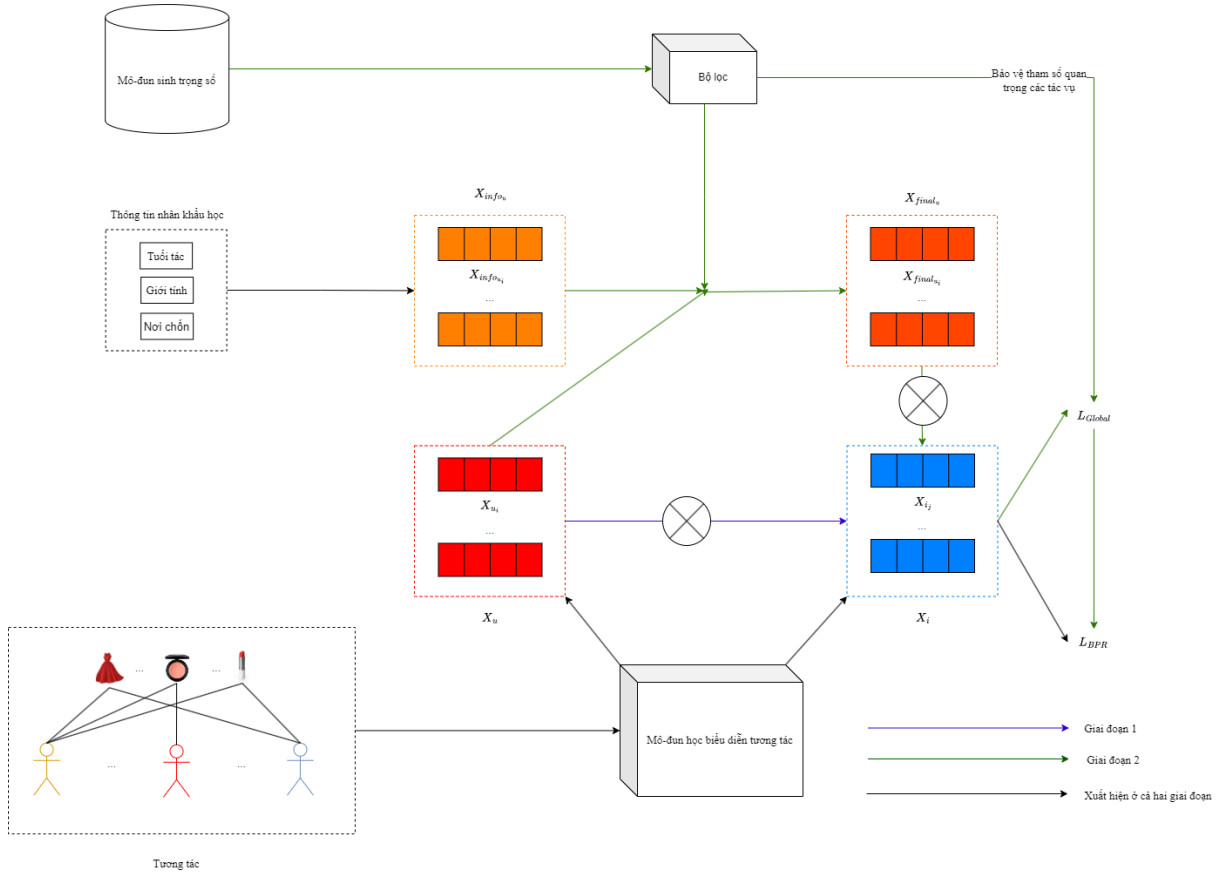 Mô-đun sinh trọng số
Bộ lọc
Bảo vệ tham số quan
trọng các tác vụ
Thông tin nhân khẩu học
Tuổi tác
Giới tính
Nơi chốn
X_{info_u}
X_{info_{u_i}}
...
X_{final_u}
X_{final_{u_i}}
...
L_{Global}
X_{u_i}
...
X_u
X_{i_j}
...
X_i
L_{BPR}
... ...
... ...
Tương tác
Mô-đun học biểu diễn tương tác
Giai đoạn 1
Giai đoạn 2
Xuất hiện ở cả hai giai đoạn